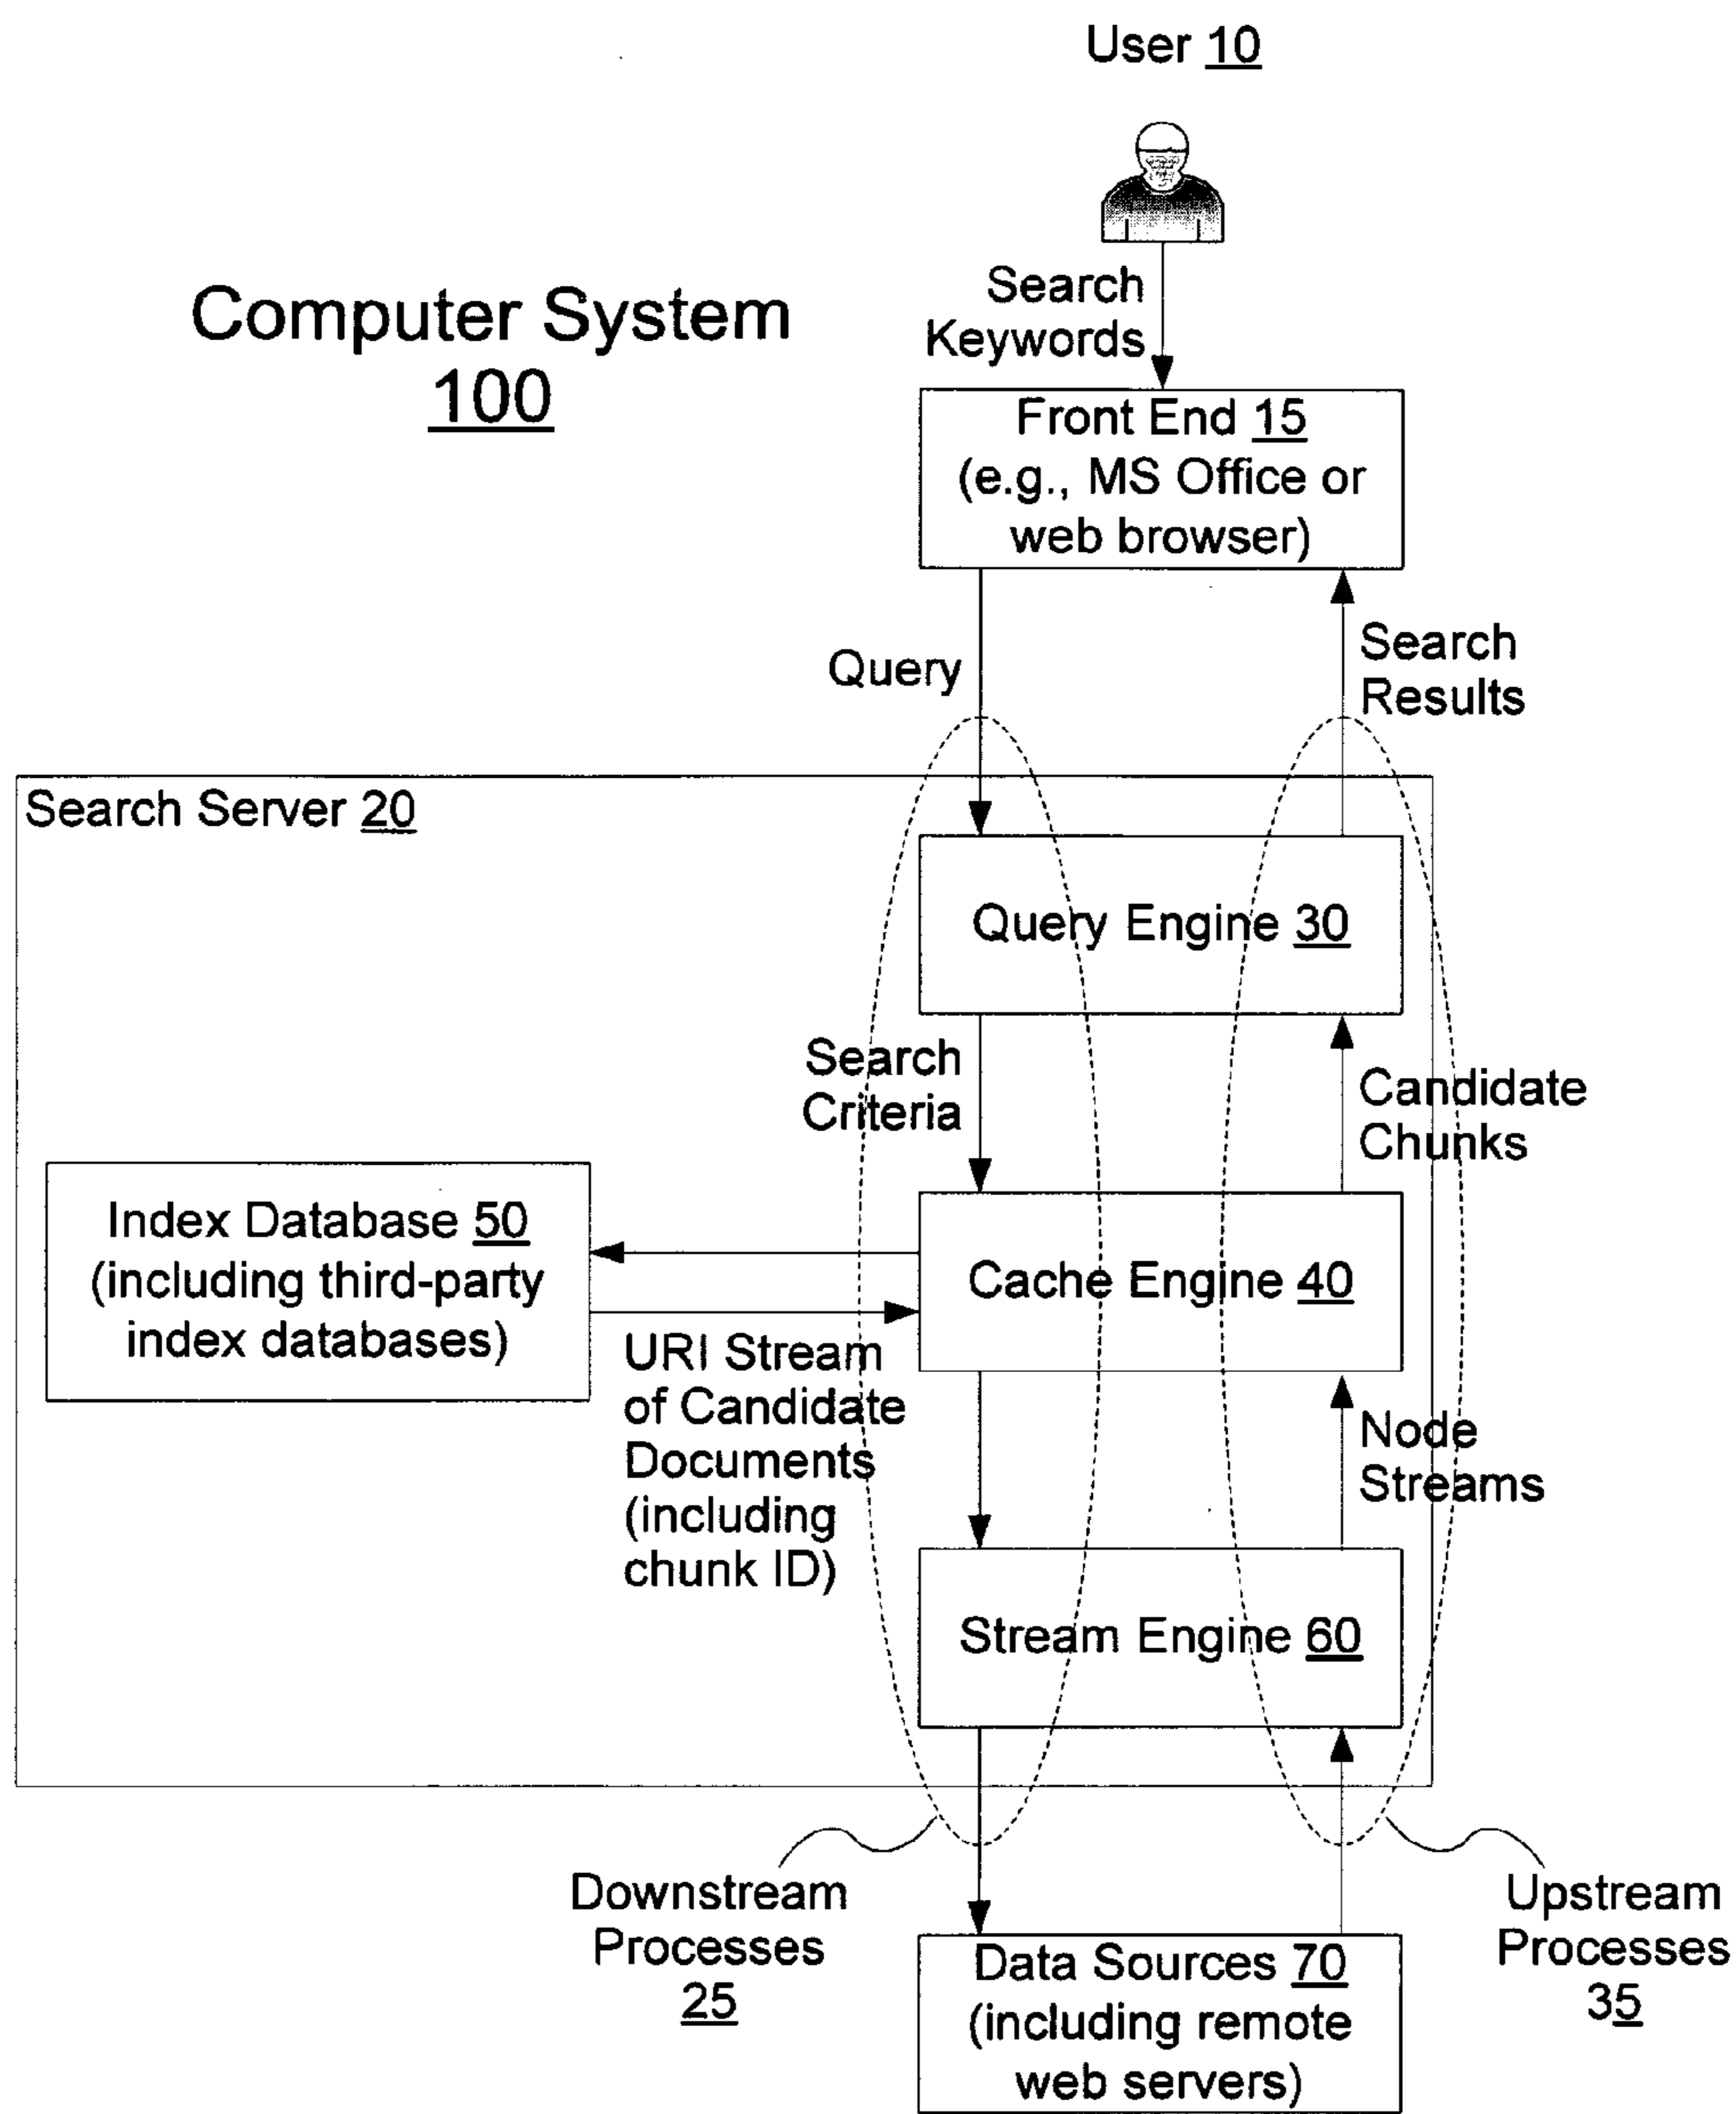 User 10
Computer System
100
Search
Keywords
Front End 15
(e.g., MS Office or
web browser)
Query
Search
Results
Search Server 20
Query Engine 30
Search
Criteria
Candidate
Chunks
Index Database 50
(including third-party
index databases)
Cache Engine 40
URI Stream
of Candidate
Documents
(including
chunk ID)
Node
Streams
Stream Engine 60
Downstream
Processes
25
Upstream
Processes
35
Data Sources 70
(including remote
web servers)